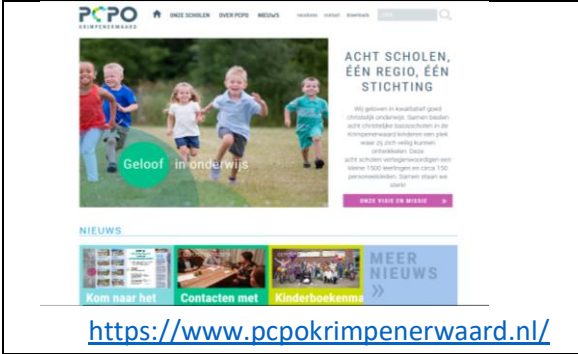 PCPO
KRIMPENERWAARD
ONZE SCHOLEN OVER PCPO NIEUWS vacatures contact downloads
ACHT SCHOLEN,
ÉÉN REGIO, ÉÉN
STICHTING
Wij geloven in kwalitatief goed
christelijk onderwijs. Samen bieden
acht christelijke basisscholen in de
Krimpenerwaard kinderen een plek
waar zij zich veilig kunnen
ontwikkelen. Deze
acht scholen vertegenwoordigen een
kleine 1500 leerlingen en circa 150
personeelsleden. Samen staan we
sterk!
ONZE VISIE EN MISSIE »
Geloof in onderwijs
NIEUWS
Kom naar het
Contacten met
Kinderboekenma
MEER
NIEUWS
»
https://www.pcpokrimpenerwaard.nl/